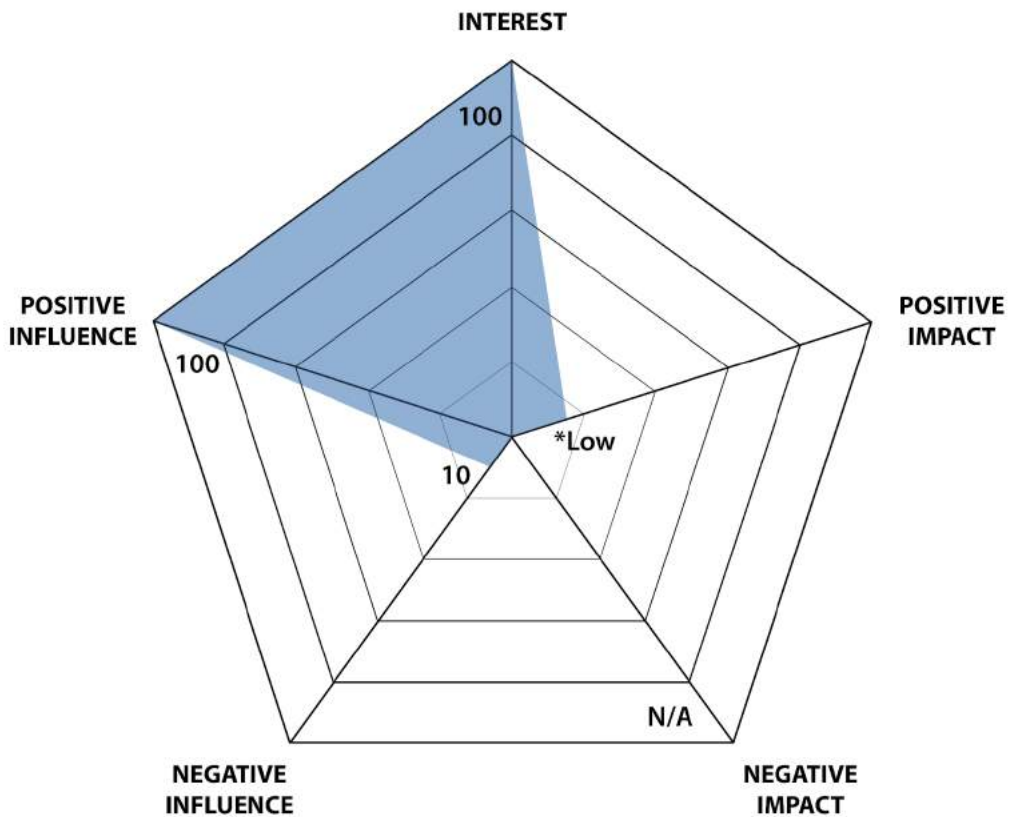 INTEREST
100
POSITIVE
INFLUENCE
100
POSITIVE
IMPACT
*Low
10
N/A
NEGATIVE
INFLUENCE
NEGATIVE
IMPACT